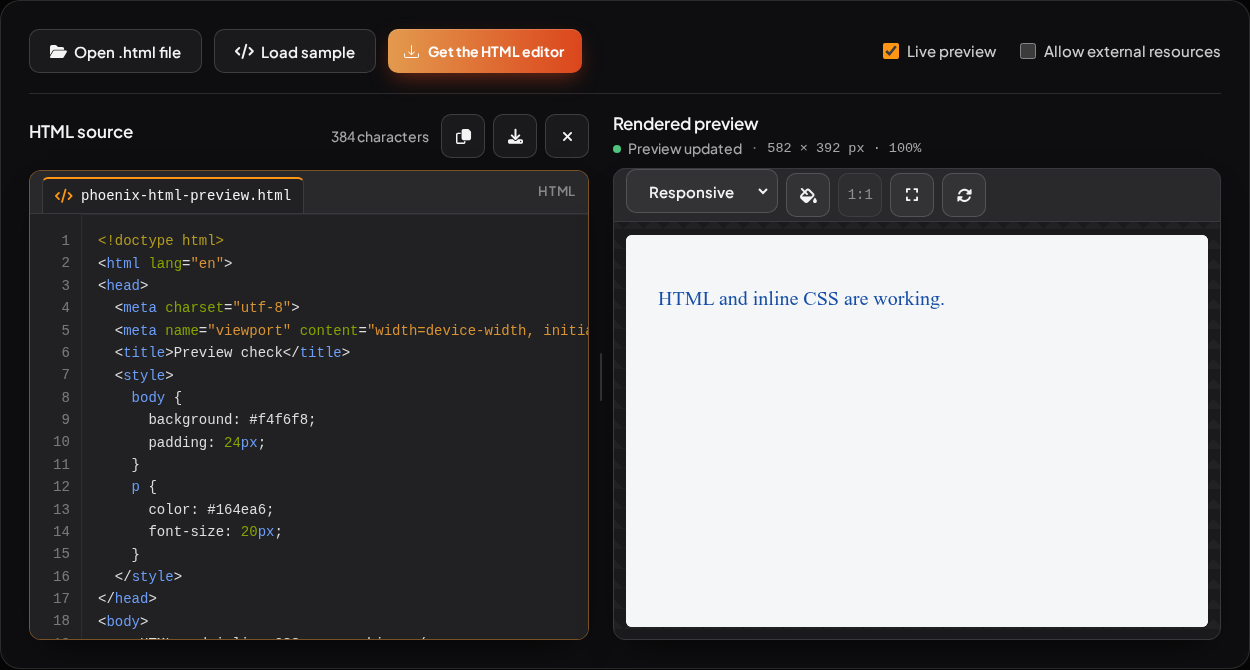 Open .html file
</> Load sample
Get the HTML editor
Live preview
Allow external resources
HTML source
384 characters
Rendered preview
Preview updated · 582 × 392 px · 100%
</> phoenix-html-preview.html
HTML
Responsive
1:1
1 <!doctype html>
2 <html lang="en">
3 <head>
4 <meta charset="utf-8">
5 <meta name="viewport" content="width=device-width,
6 <title>Preview check</title>
7 <style>
8 body {
9 background: #f4f6f8;
10 padding: 24px;
11 }
12 p {
13 color: #164ea6;
14 font-size: 20px;
15 }
16 </style>
17 </head>
18 <body>
HTML and inline CSS are working.